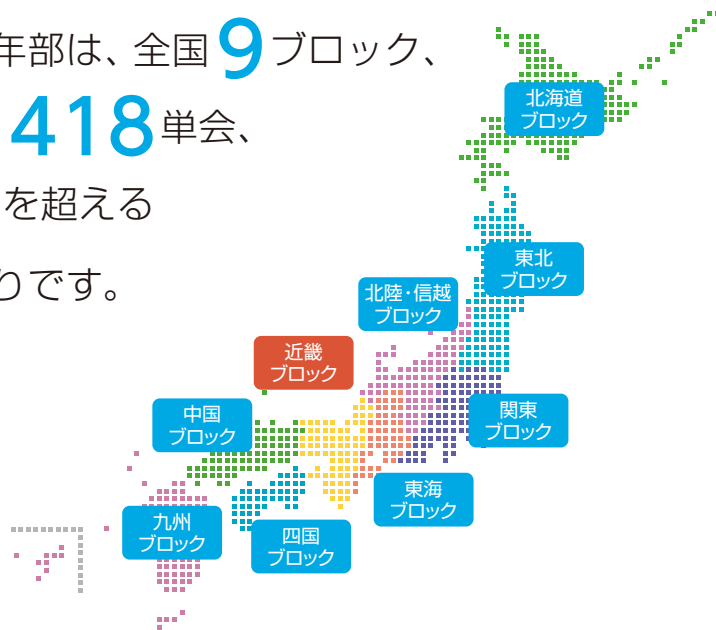 年部は、全国9ブロック、
418単会、
を超える
りです。
北海道
ブロック
東北
ブロック
北陸・信越
ブロック
近畿
ブロック
中国
ブロック
関東
ブロック
東海
ブロック
九州
ブロック
四国
ブロック